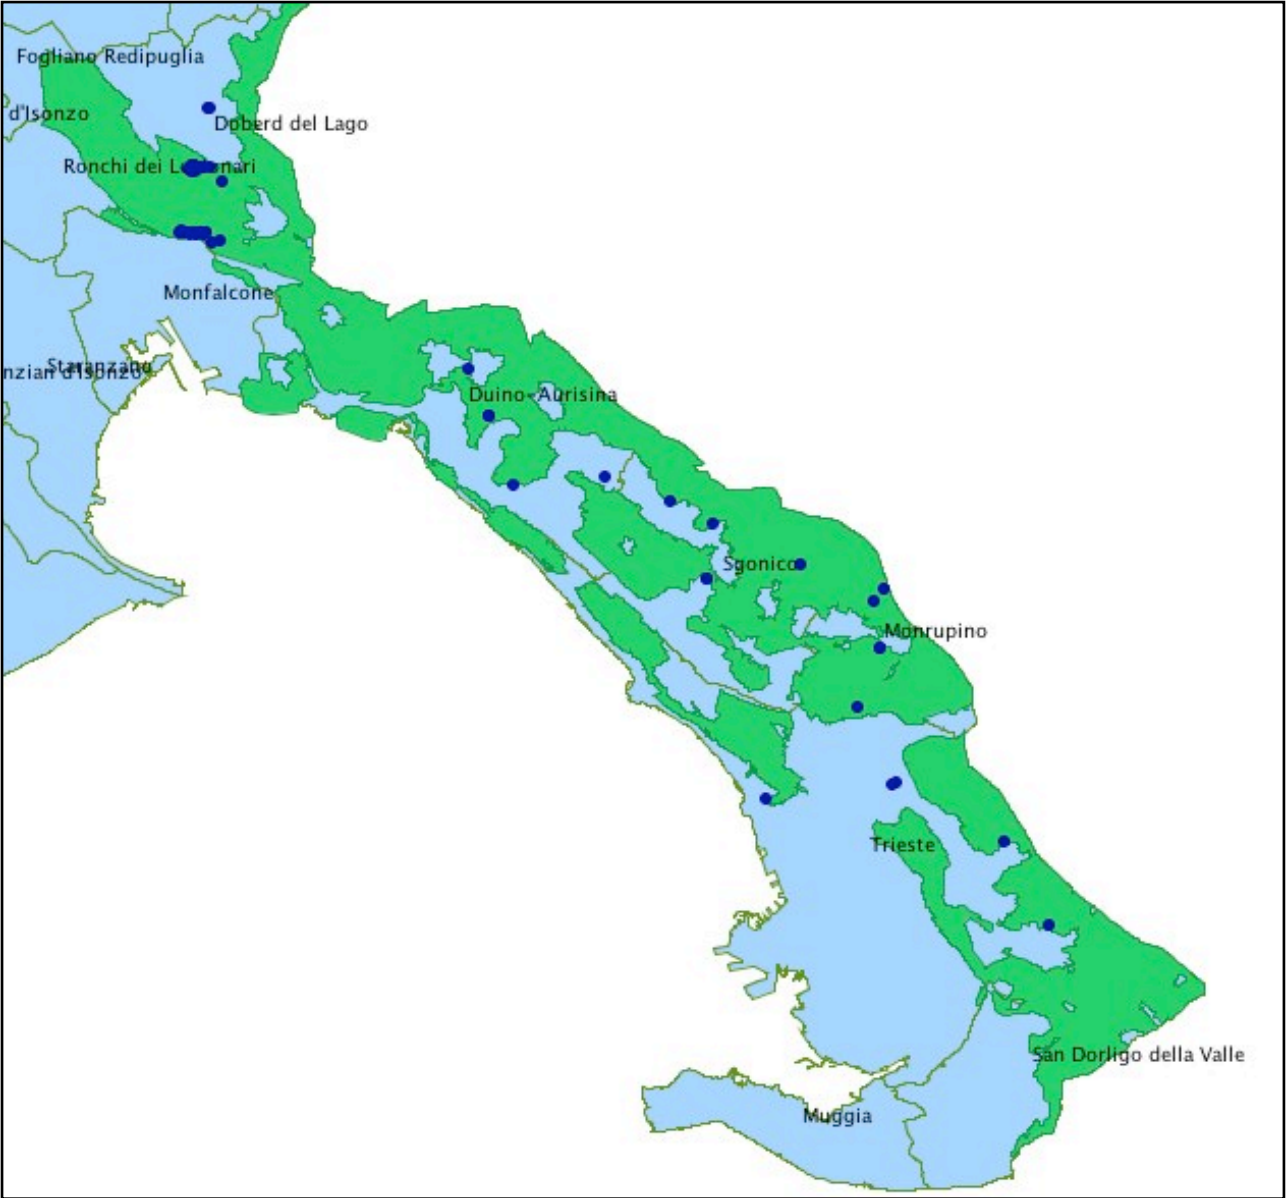 Fogliano Redipuglia
d'Isonzo
Doberd del Lago
Ronchi dei Legionari
Monfalcone
Staranzano
nzian d'Isonzo
Duino-Aurisina
Sgonico
Monrupino
Trieste
San Dorligo della Valle
Muggia